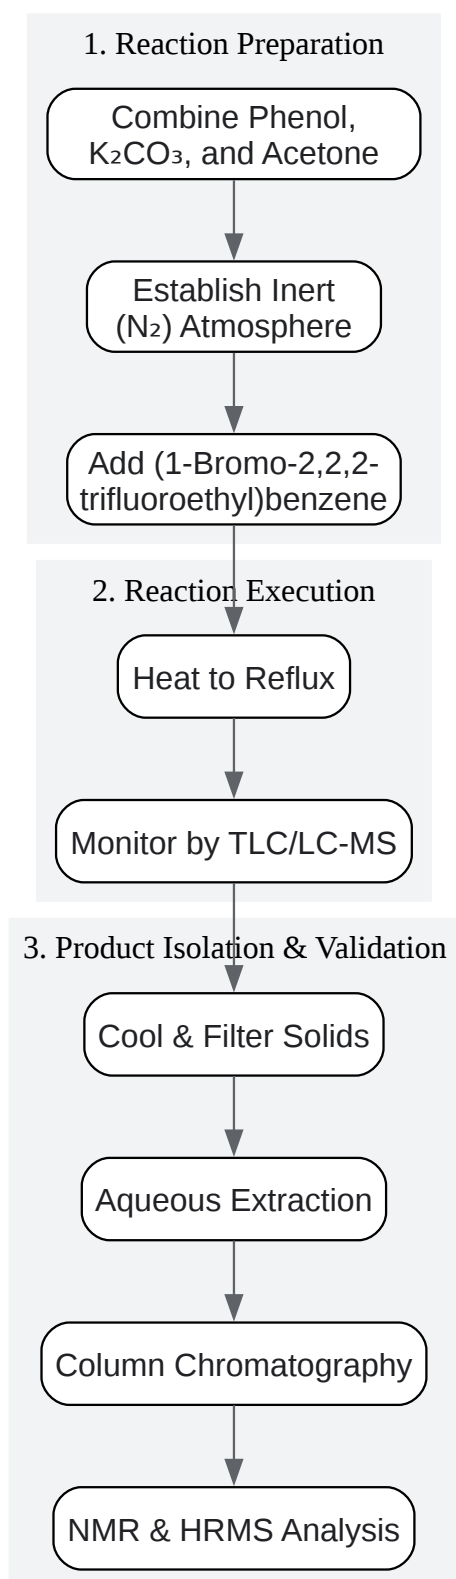 1. Reaction Preparation
Combine Phenol,
K₂CO₃, and Acetone
Establish Inert
(N₂) Atmosphere
Add (1-Bromo-2,2,2-
trifluoroethyl)benzene
2. Reaction Execution
Heat to Reflux
Monitor by TLC/LC-MS
3. Product Isolation & Validation
Cool & Filter Solids
Aqueous Extraction
Column Chromatography
NMR & HRMS Analysis